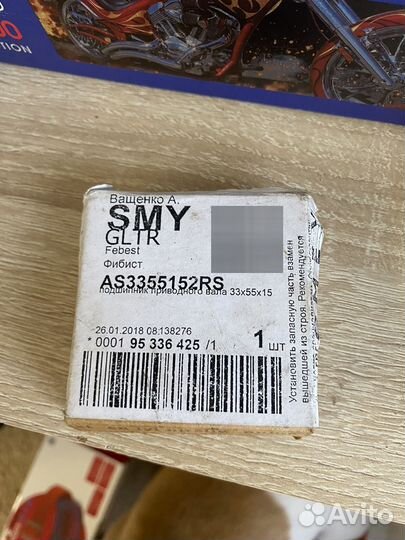 TION
Ващенко А.
SMY
GLTR
Febest
Фибист
AS3355152RS
подшипник приводного вала 33x55x15
26.01.2018 08:138276
1 шт
* 0001 95 336 425 /1
Установить запасную часть взамен
вышедшей из строя. Рекомендуется
Avito